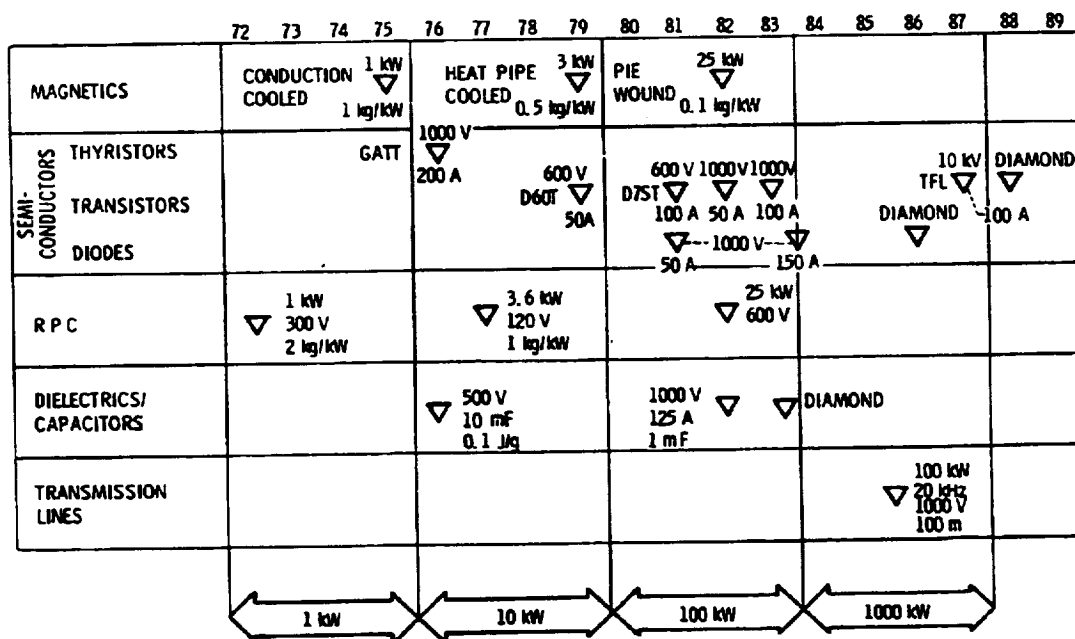 72 73 74 75 76 77 78 79 80 81 82 83 84 85 86 87 88 89
MAGNETICS
CONDUCTION
COOLED
1 kW
1 kg/kW
HEAT PIPE
COOLED
3 kW
0.5 kg/kW
PIE
WOUND
25 kW
0.1 kg/kW
SEMI-
CONDUCTORS
THYRISTORS
GATT
1000 V
200 A
TRANSISTORS
D60T
600 V
50A
D7ST
600 V
100 A
1000V
50 A
1000V
100 A
10 kV
TFL
DIAMOND
100 A
DIODES
50 A
1000 V
150 A
DIAMOND
R P C
1 kW
300 V
2 kg/kW
3.6 kW
120 V
1 kg/kW
25 kW
600 V
DIELECTRICS/
CAPACITORS
500 V
10 mF
0.1 J/g
1000 V
125 A
1 mF
DIAMOND
TRANSMISSION
LINES
100 kW
20 kHz
1000 V
100 m
1 kW
10 kW
100 kW
1000 kW